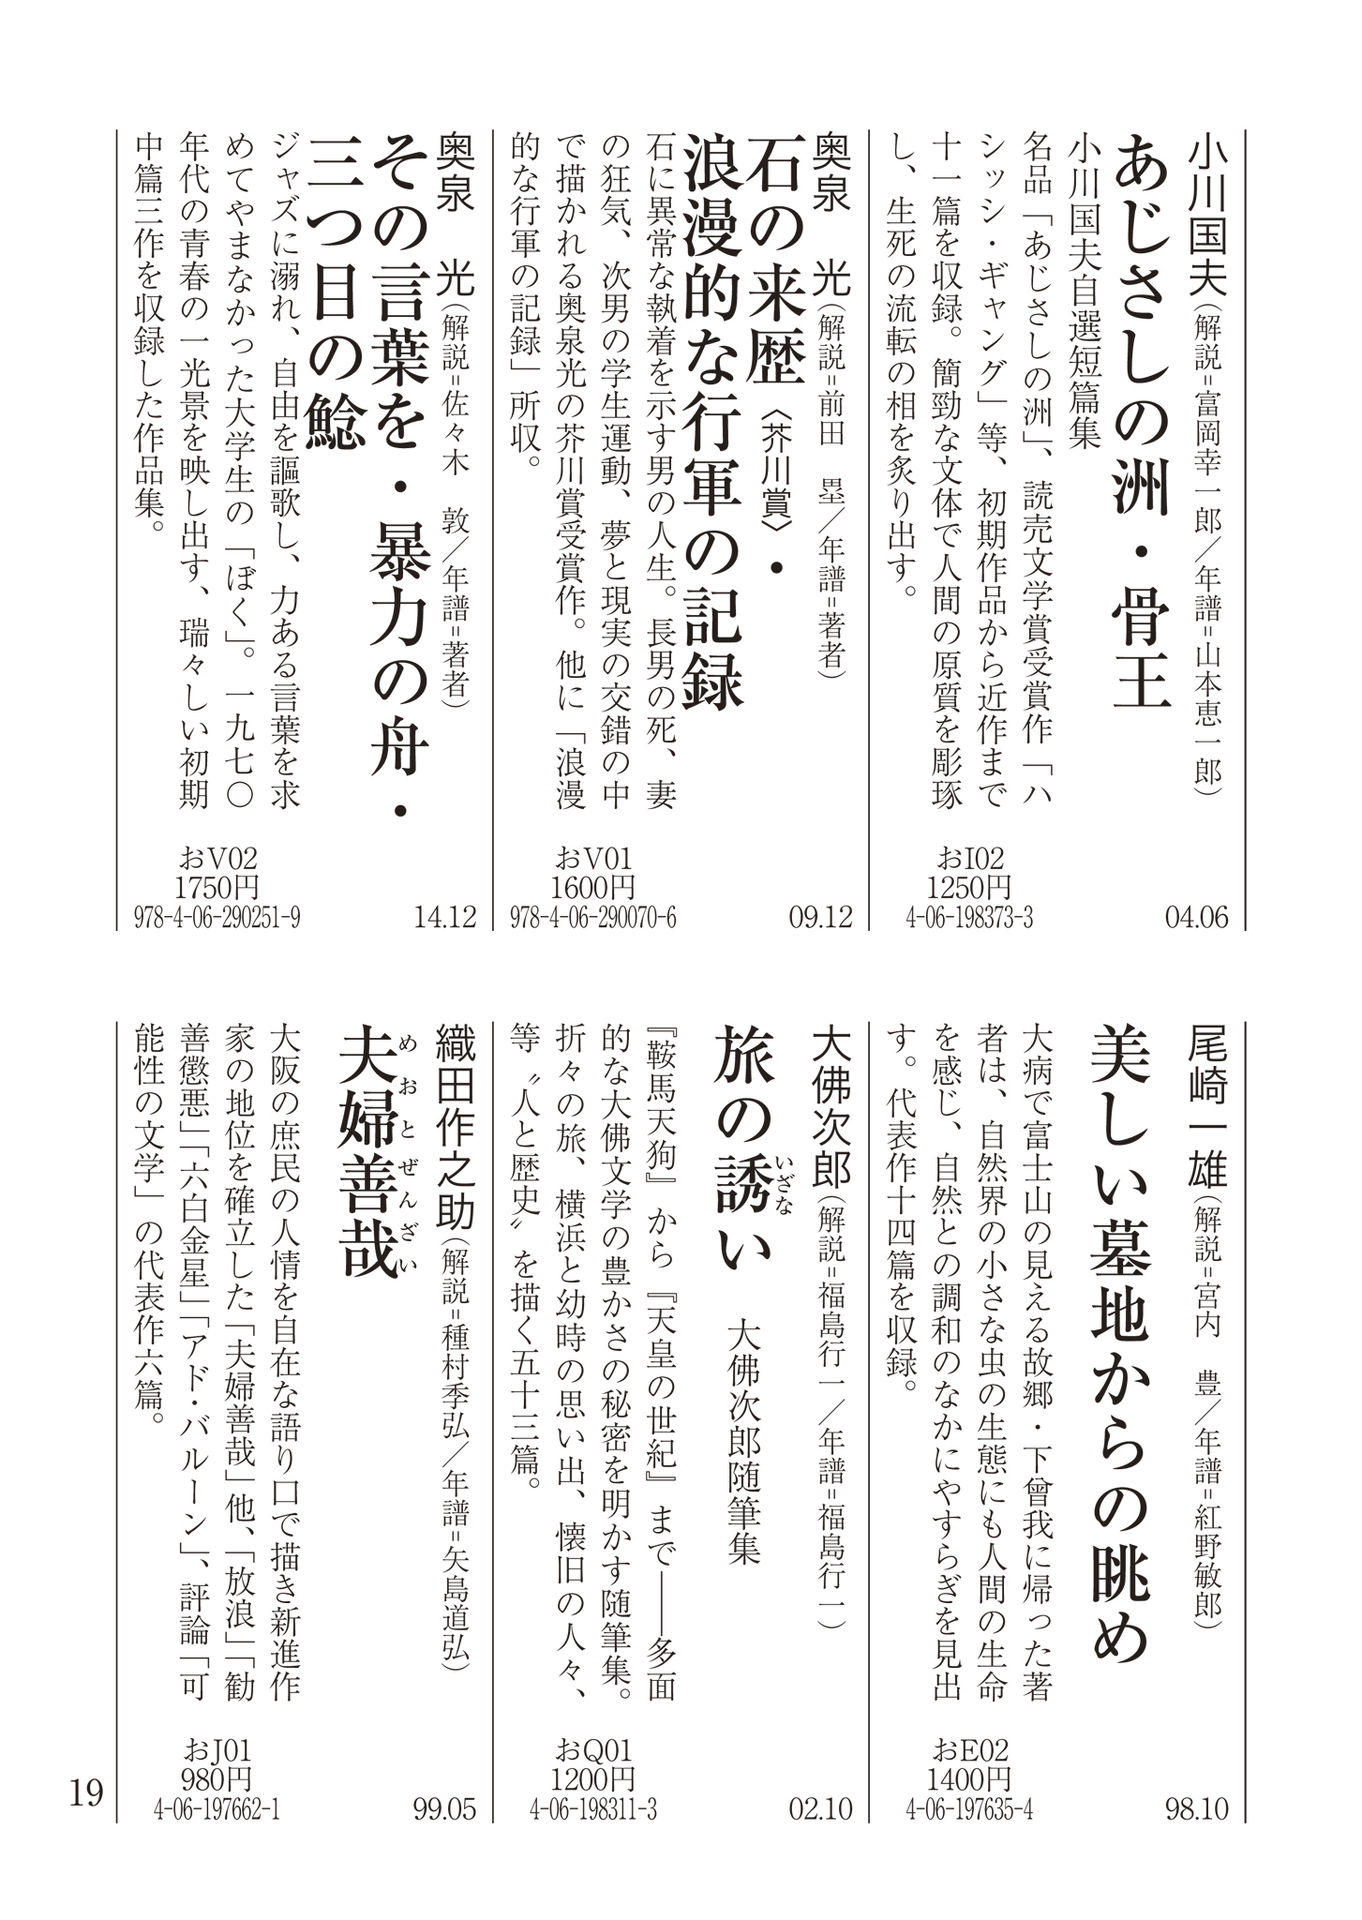 小川国夫(解説=富岡幸一郎/年譜=山本恵一郎)
あじさしの洲・骨王
小川国夫自選短篇集
名品「あじさしの洲」、読売文学賞受賞作「ハ
シッシ・ギャング」等、初期作品から近作まで
十一篇を収録。簡勁な文体で人間の原質を彫琢
し、生死の流転の相を炙り出す。
おI02
1250円
4-06-198373-3
04.06
奥泉 光(解説=前田 塁/年譜=著者)
石の来歴〈芥川賞〉・
浪漫的な行軍の記録
石に異常な執着を示す男の人生。長男の死、妻
の狂気、次男の学生運動、夢と現実の交錯の中
で描かれる奥泉光の芥川賞受賞作。他に「浪漫
的な行軍の記録」所収。
おV01
1600円
978-4-06-290070-6
09.12
奥泉 光(解説=佐々木 敦/年譜=著者)
その言葉を・暴力の舟・
三つ目の鯰
ジャズに溺れ、自由を謳歌し、力ある言葉を求
めてやまなかった大学生の「ぼく」。一九七〇
年代の青春の一光景を映し出す、瑞々しい初期
中篇三作を収録した作品集。
おV02
1750円
978-4-06-290251-9
14.12
尾崎一雄(解説=宮内 豊/年譜=紅野敏郎)
美しい墓地からの眺め
大病で富士山の見える故郷・下曾我に帰った著
者は、自然界の小さな虫の生態にも人間の生命
を感じ、自然との調和のなかにやすらぎを見出
す。代表作十四篇を収録。
おE02
1400円
4-06-197635-4
98.10
大佛次郎(解説=福島行一/年譜=福島行一)
旅の誘い 大佛次郎随筆集
いざな
『鞍馬天狗』から『天皇の世紀』まで――多面
的な大佛文学の豊かさの秘密を明かす随筆集。
折々の旅、横浜と幼時の思い出、懐旧の人々、
等〝人と歴史〟を描く五十三篇。
おQ01
1200円
4-06-198311-3
02.10
織田作之助(解説=種村季弘/年譜=矢島道弘)
めおとぜんざい
夫婦善哉
大阪の庶民の人情を自在な語り口で描き新進作
家の地位を確立した「夫婦善哉」他、「放浪」「勧
善懲悪」「六白金星」「アド・バルーン」、評論「可
能性の文学」の代表作六篇。
おJ01
980円
4-06-197662-1
99.05
19